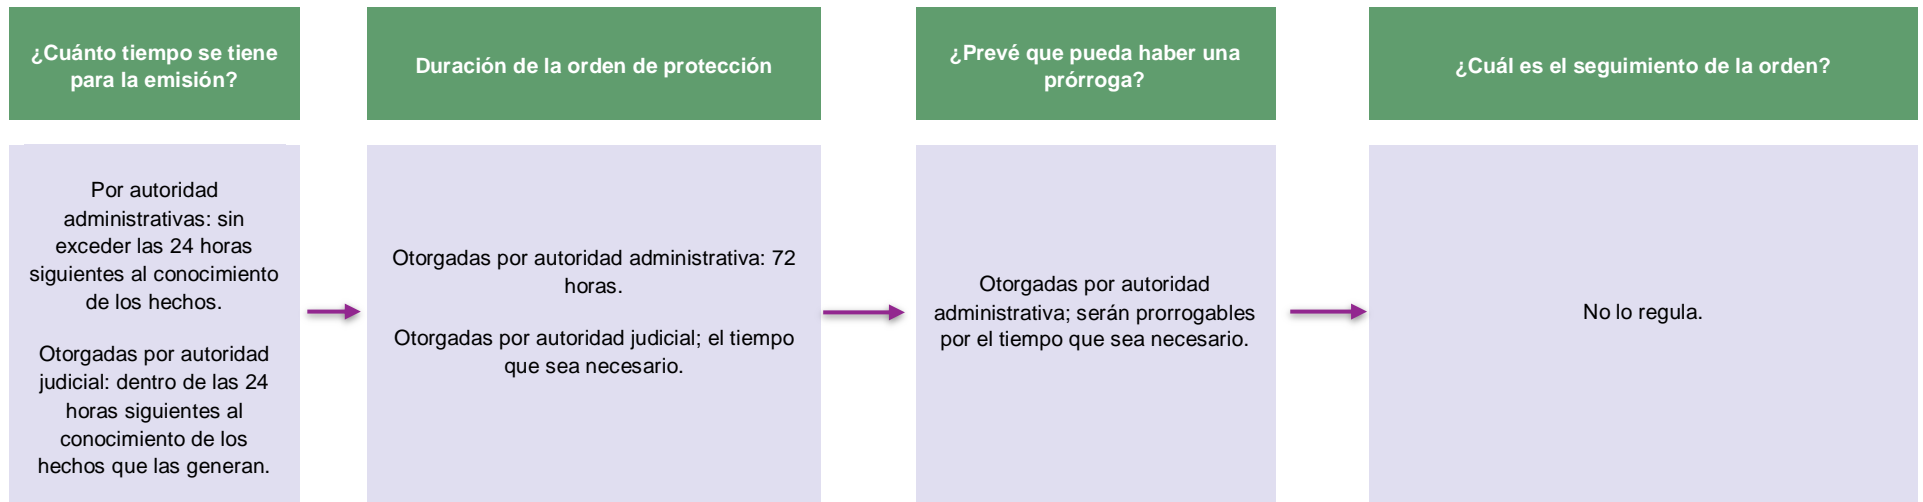 ¿Cuánto tiempo se tiene
para la emisión?
Por autoridad
administrativas: sin
exceder las 24 horas
siguientes al conocimiento
de los hechos.
Otorgadas por autoridad
judicial: dentro de las 24
horas siguientes al
conocimiento de los
hechos que las generan.
Duración de la orden de protección
Otorgadas por autoridad administrativa: 72
horas.
Otorgadas por autoridad judicial; el tiempo
que sea necesario.
¿Prevé que pueda haber una
prórroga?
Otorgadas por autoridad
administrativa; serán prorrogables
por el tiempo que sea necesario.
¿Cuál es el seguimiento de la orden?
No lo regula.